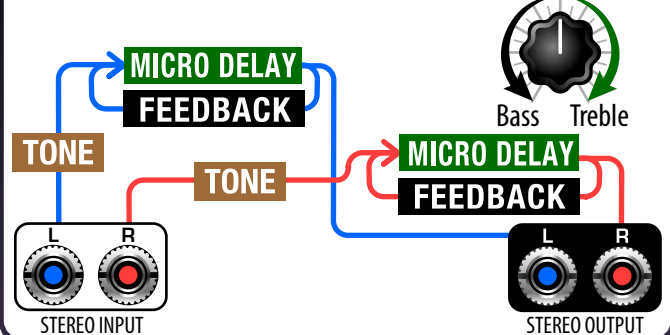 MICRO DELAY
FEEDBACK
Bass Treble
TONE
MICRO DELAY
TONE
FEEDBACK
L R
L R
STEREO INPUT
STEREO OUTPUT